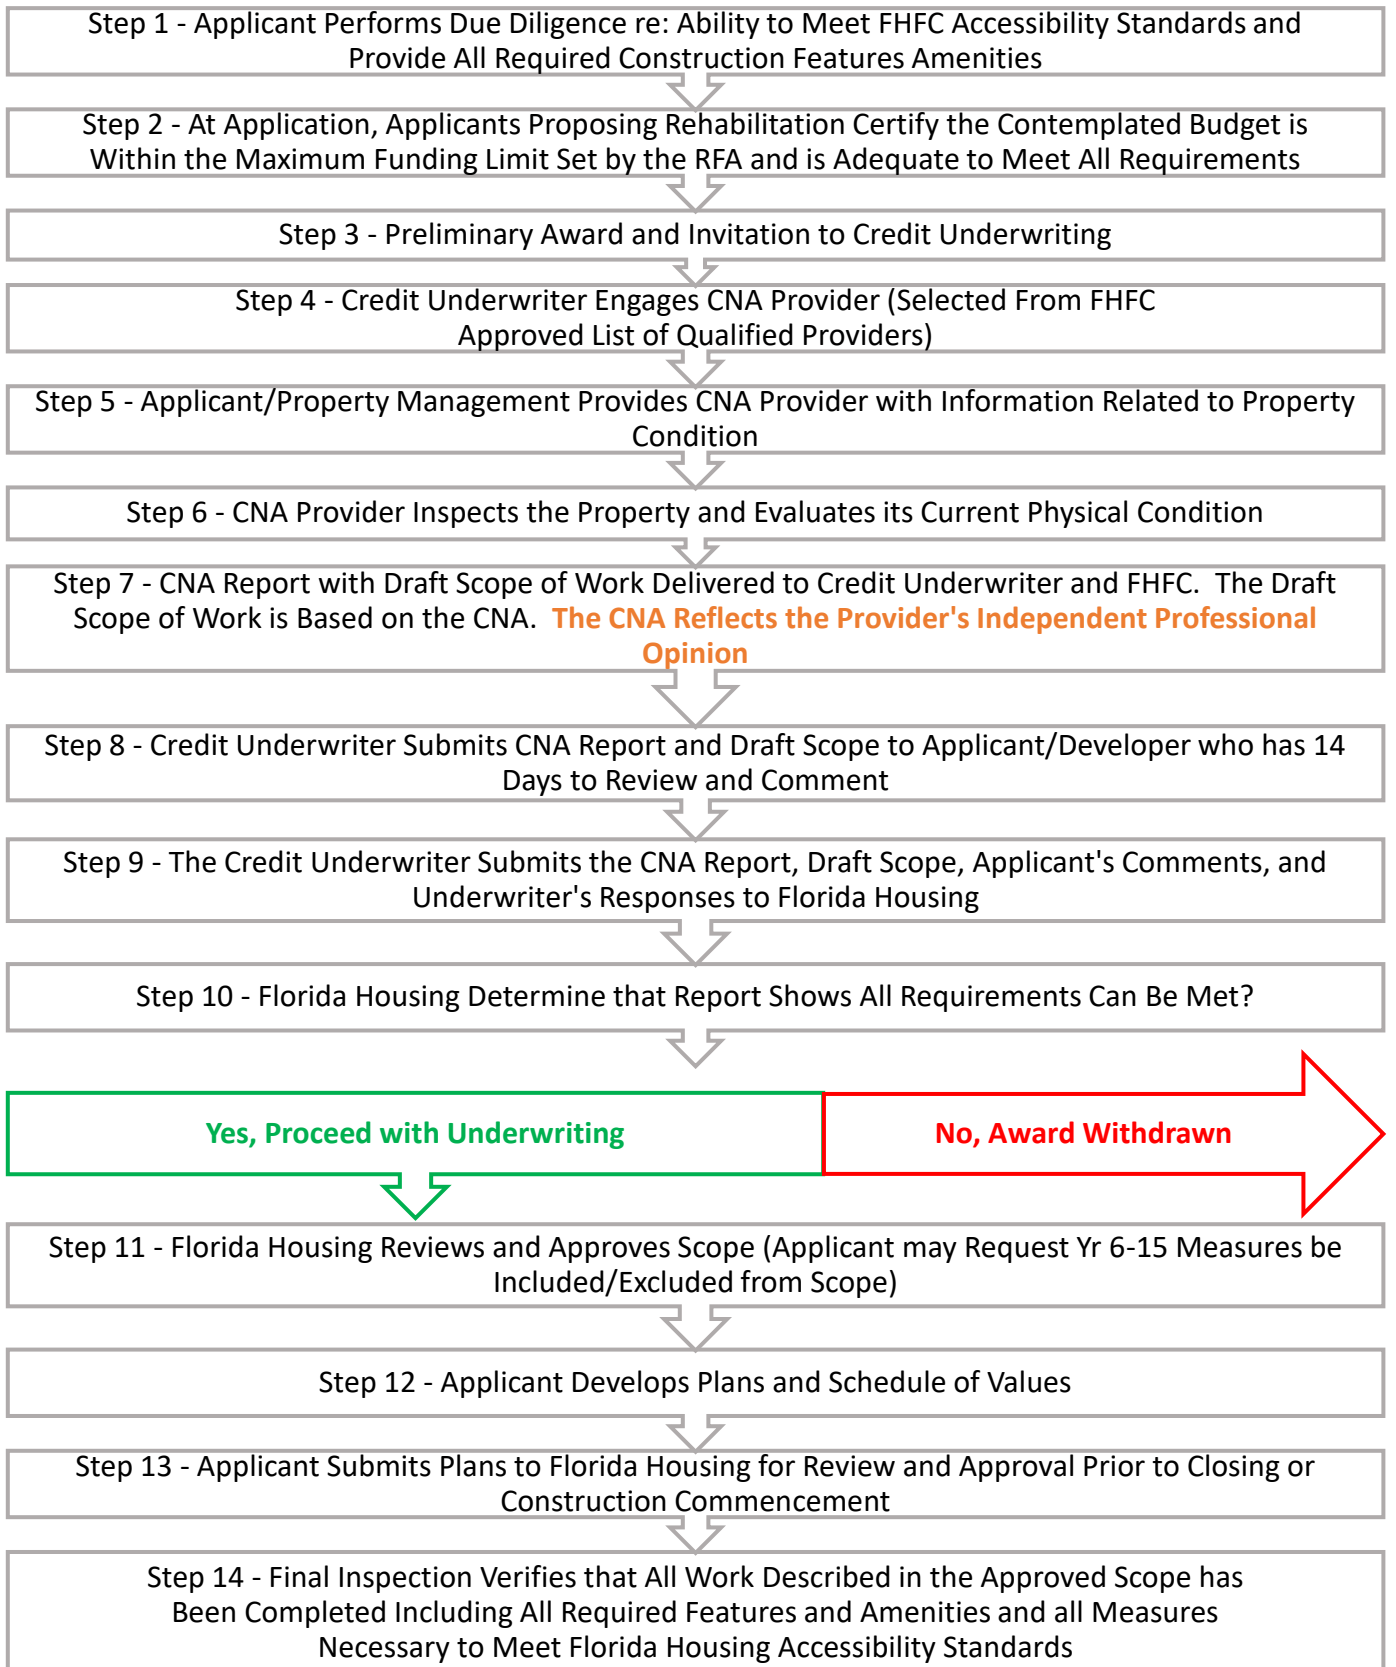 Step 1 - Applicant Performs Due Diligence re: Ability to Meet FHFC Accessibility Standards and
Provide All Required Construction Features Amenities
Step 2 - At Application, Applicants Proposing Rehabilitation Certify the Contemplated Budget is
Within the Maximum Funding Limit Set by the RFA and is Adequate to Meet All Requirements
Step 3 - Preliminary Award and Invitation to Credit Underwriting
Step 4 - Credit Underwriter Engages CNA Provider (Selected From FHFC
Approved List of Qualified Providers)
Step 5 - Applicant/Property Management Provides CNA Provider with Information Related to Property
Condition
Step 6 - CNA Provider Inspects the Property and Evaluates its Current Physical Condition
Step 7 - CNA Report with Draft Scope of Work Delivered to Credit Underwriter and FHFC.  The Draft
Scope of Work is Based on the CNA.  The CNA Reflects the Provider's Independent Professional
Opinion
Step 8 - Credit Underwriter Submits CNA Report and Draft Scope to Applicant/Developer who has 14
Days to Review and Comment
Step 9 - The Credit Underwriter Submits the CNA Report, Draft Scope, Applicant's Comments, and
Underwriter's Responses to Florida Housing
Step 10 - Florida Housing Determine that Report Shows All Requirements Can Be Met?
Yes, Proceed with Underwriting
No, Award Withdrawn
Step 11 - Florida Housing Reviews and Approves Scope (Applicant may Request Yr 6-15 Measures be
Included/Excluded from Scope)
Step 12 - Applicant Develops Plans and Schedule of Values
Step 13 - Applicant Submits Plans to Florida Housing for Review and Approval Prior to Closing or
Construction Commencement
Step 14 - Final Inspection Verifies that All Work Described in the Approved Scope has
Been Completed Including All Required Features and Amenities and all Measures
Necessary to Meet Florida Housing Accessibility Standards